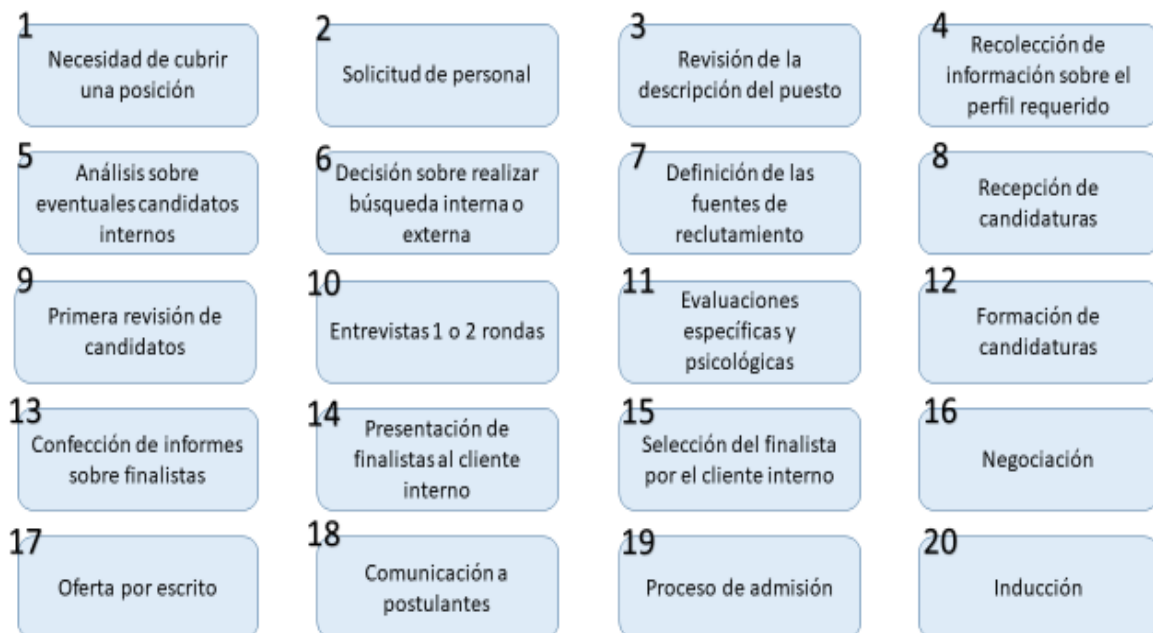 1
Necesidad de cubrir
una posición
2
Solicitud de personal
3
Revisión de la
descripción del puesto
4
Recolección de
información sobre el
perfil requerido
5
Análisis sobre
eventuales candidatos
internos
6
Decisión sobre realizar
búsqueda interna o
externa
7
Definición de las
fuentes de
reclutamiento
8
Recepción de
candidaturas
9
Primera revisión de
candidatos
10
Entrevistas 1 o 2 rondas
11
Evaluaciones
específicas y
psicológicas
12
Formación de
candidaturas
13
Confección de informes
sobre finalistas
14
Presentación de
finalistas al cliente
interno
15
Selección del finalista
por el cliente interno
16
Negociación
17
Oferta por escrito
18
Comunicación a
postulantes
19
Proceso de admisión
20
Inducción